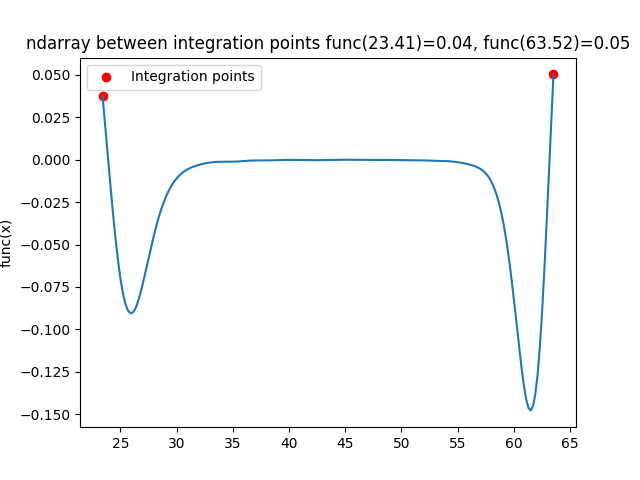 ndarray between integration points func(23.41)=0.04, func(63.52)=0.05
Integration points
0.050
0.025
0.000
−0.025
−0.050
−0.075
−0.100
−0.125
−0.150
func(x)
25 30 35 40 45 50 55 60 65